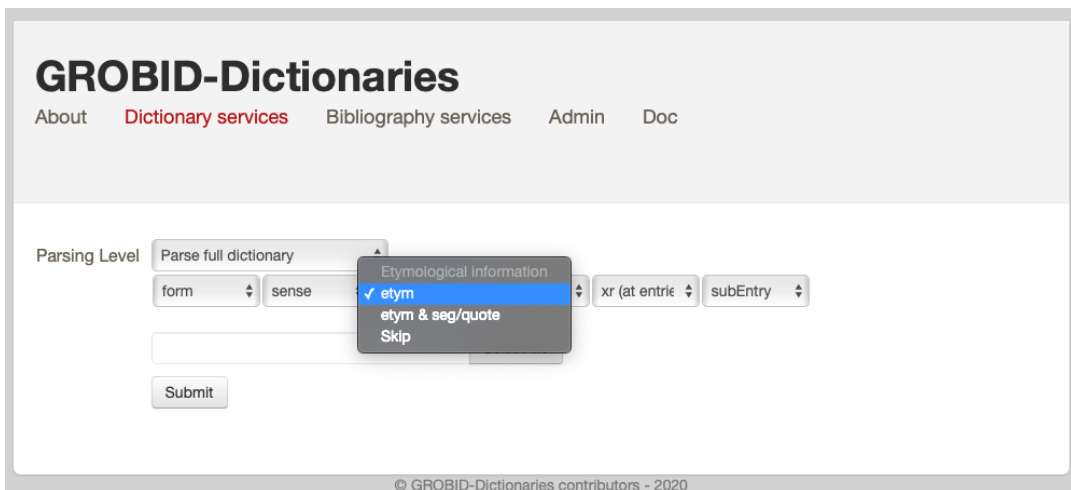 GROBID-Dictionaries
About Dictionary services Bibliography services Admin Doc
Parsing Level Parse full dictionary
Etymological information
form sense ✓ etym xr (at entrie subEntry
etym & seg/quote
Skip
Submit
© GROBID-Dictionaries contributors - 2020